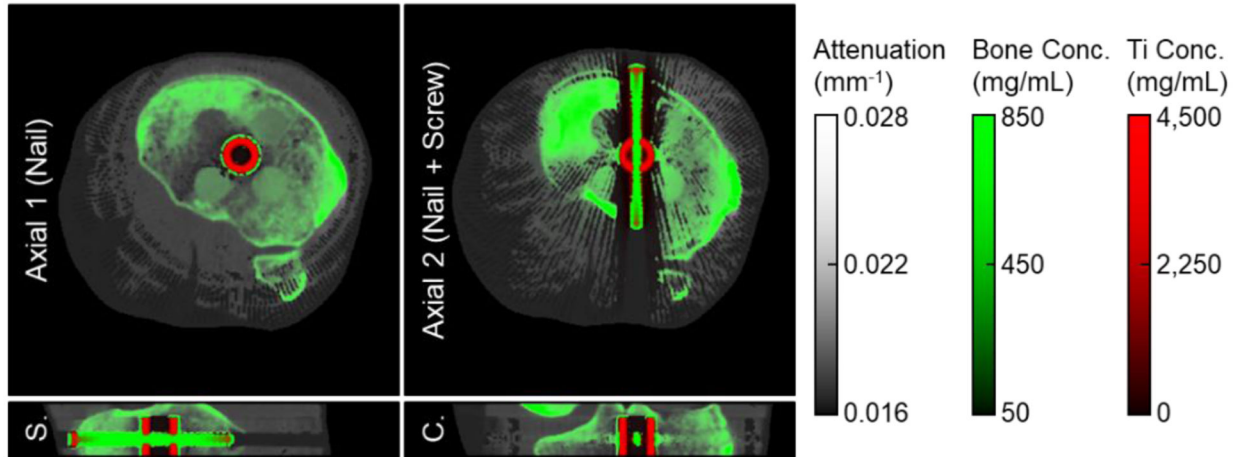 Axial 1 (Nail)
Axial 2 (Nail + Screw)
S.
C.
Attenuation
(mm⁻¹)
0.028
0.022
0.016
Bone Conc.
(mg/mL)
850
450
50
Ti Conc.
(mg/mL)
4,500
2,250
0